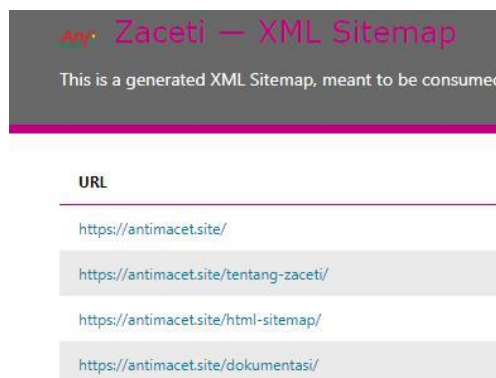 Zaceti — XML Sitemap
This is a generated XML Sitemap, meant to be consumed
URL
https://antimacet.site/
https://antimacet.site/tentang-zaceti/
https://antimacet.site/html-sitemap/
https://antimacet.site/dokumentasi/